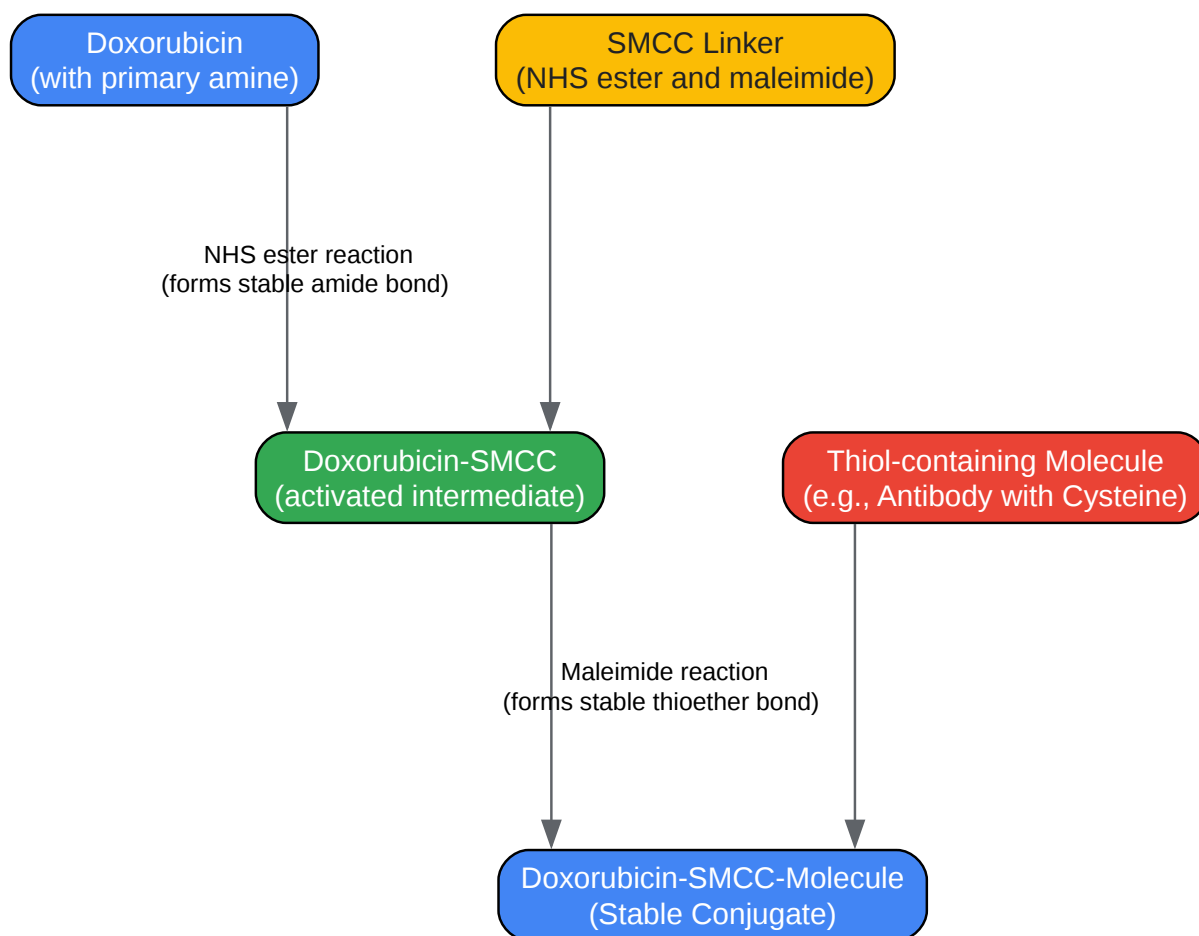 Doxorubicin
(with primary amine)
SMCC Linker
(NHS ester and maleimide)
NHS ester reaction
(forms stable amide bond)
Doxorubicin-SMCC
(activated intermediate)
Thiol-containing Molecule
(e.g., Antibody with Cysteine)
Maleimide reaction
(forms stable thioether bond)
Doxorubicin-SMCC-Molecule
(Stable Conjugate)